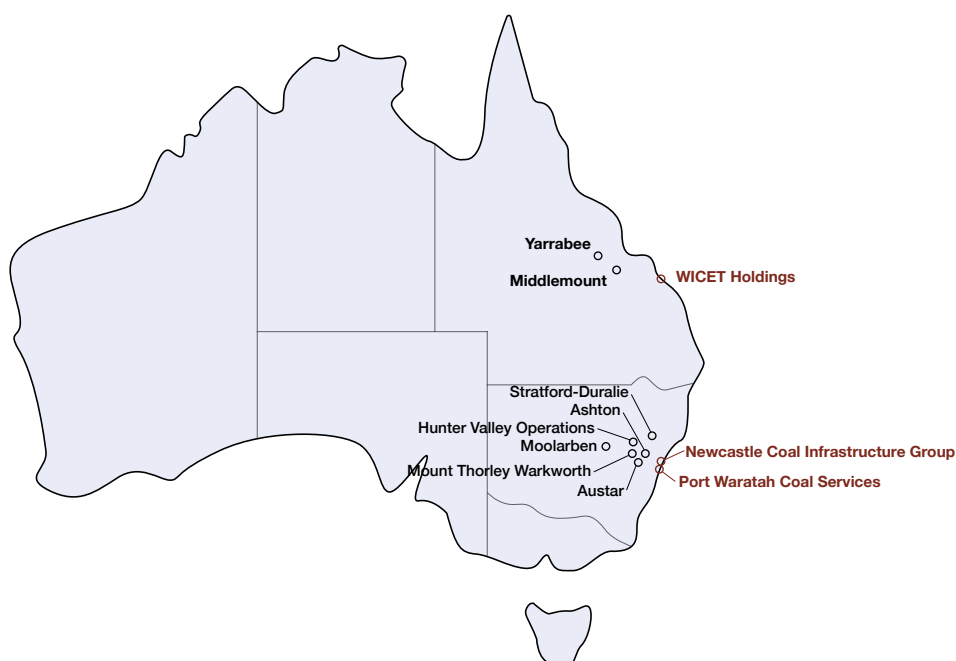 Yarrabee
Middlemount
WICET Holdings
Stratford-Duralie
Ashton
Hunter Valley Operations
Moolarben
Newcastle Coal Infrastructure Group
Mount Thorley Warkworth
Port Waratah Coal Services
Austar